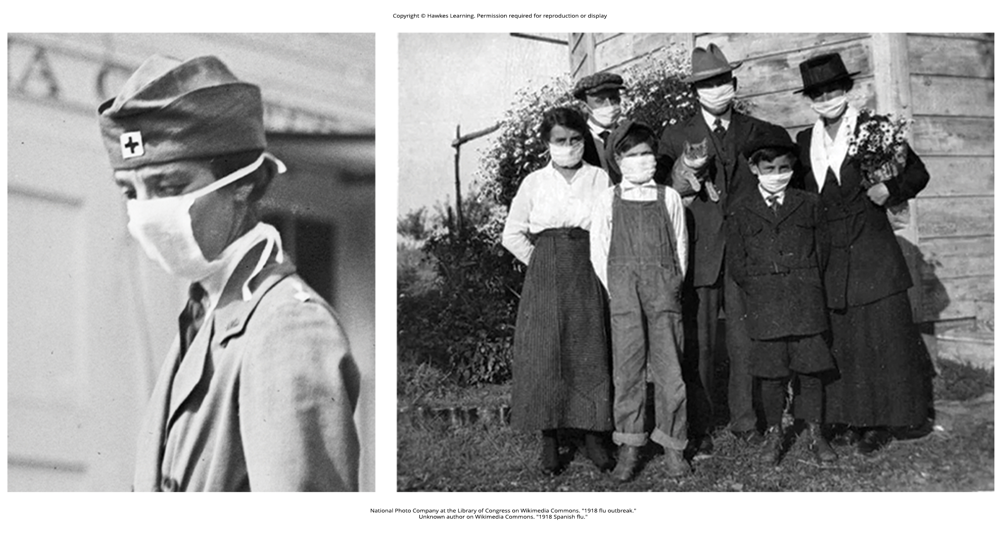 Copyright © Hawkes Learning. Permission required for reproduction or display
A C
National Photo Company at the Library of Congress on Wikimedia Commons. "1918 flu outbreak."
Unknown author on Wikimedia Commons. "1918 Spanish flu."